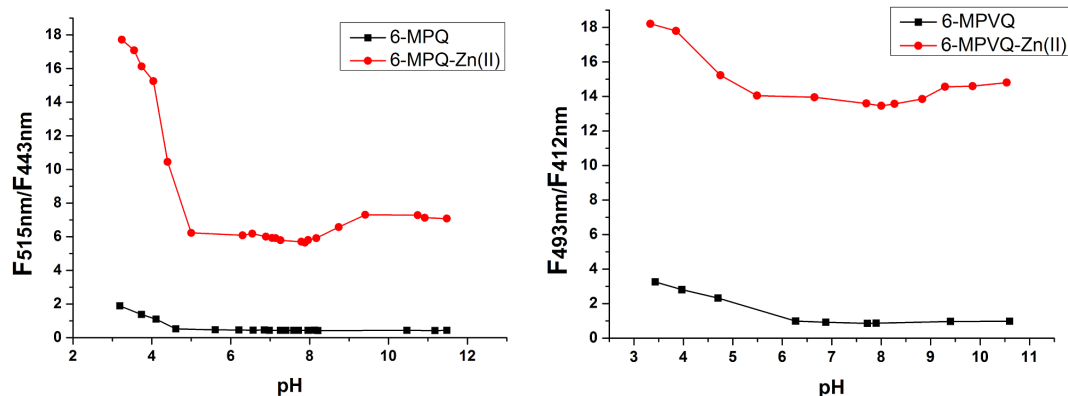 6-MPQ
6-MPQ-Zn(II)
F515nm/F443nm
18
16
14
12
10
8
6
4
2
0
2 4 6 8 10 12
pH
6-MPVQ
6-MPVQ-Zn(II)
F493nm/F412nm
18
16
14
12
10
8
6
4
2
0
3 4 5 6 7 8 9 10 11
pH